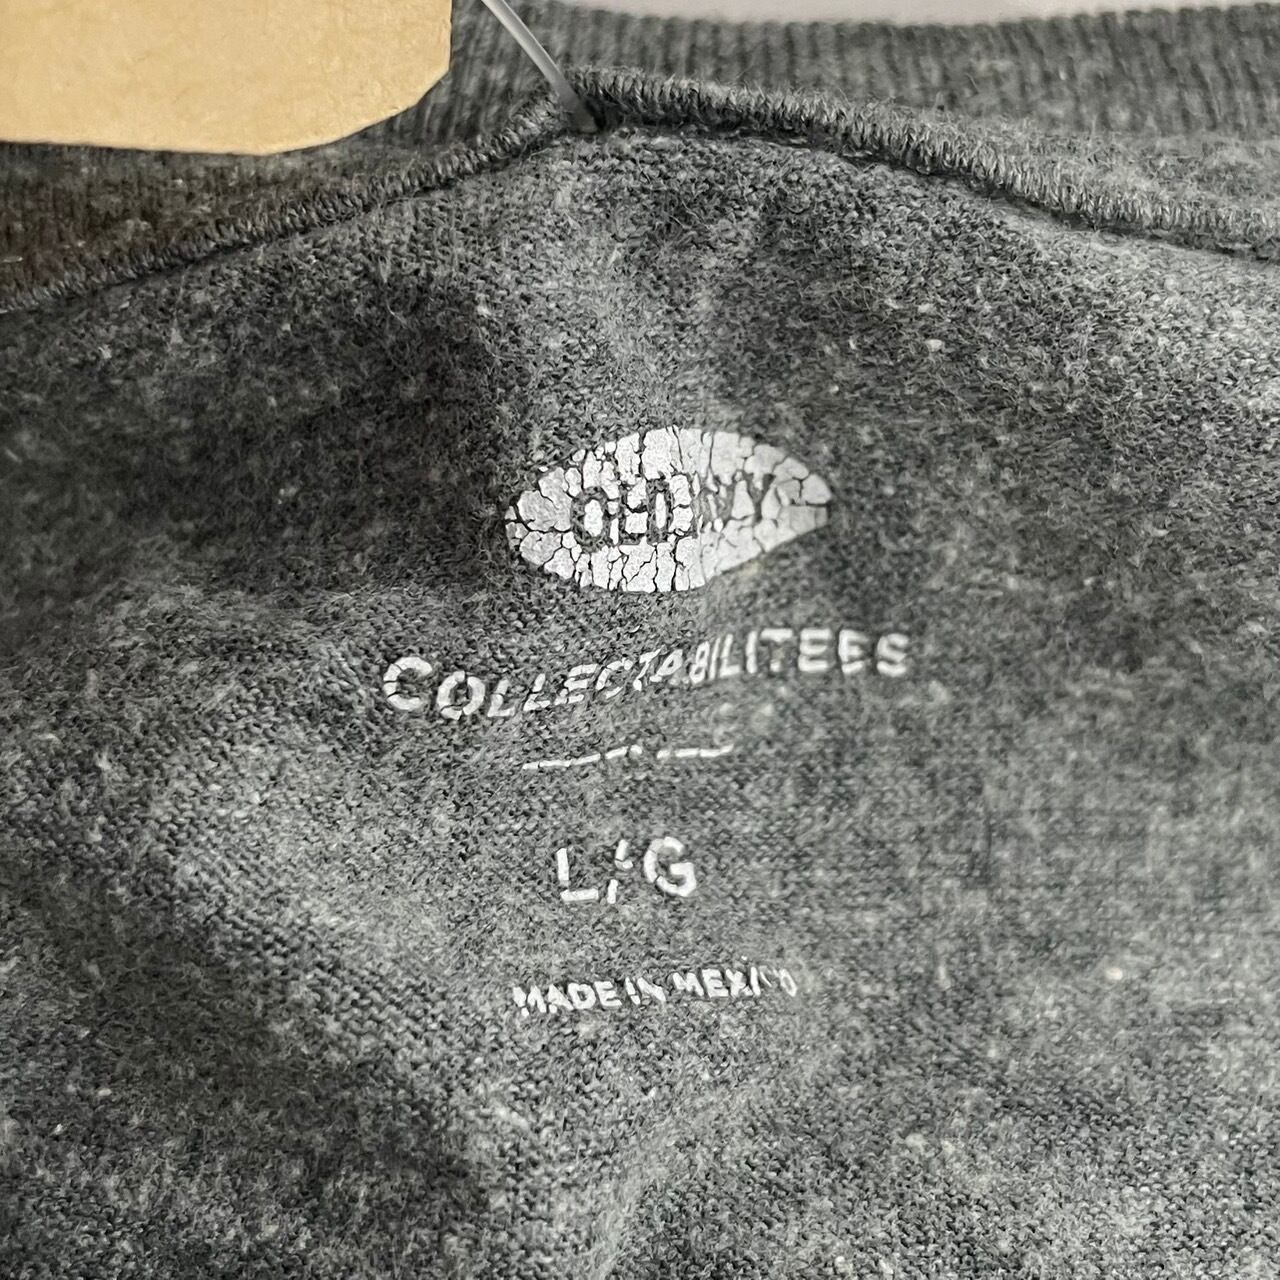 OLD NAVY
COLLECTABILITEES
L/G
MADE IN MEXICO